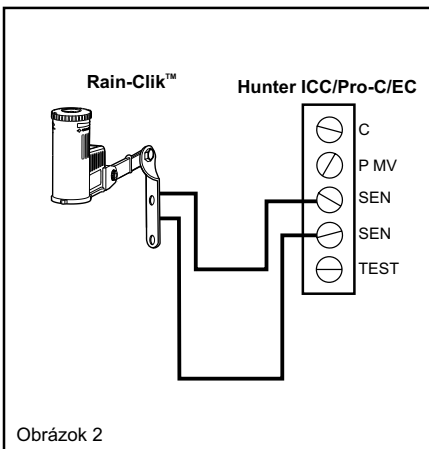 Rain-Clik™
Hunter ICC/Pro-C/EC
C
P MV
SEN
SEN
TEST
Obrázok 2